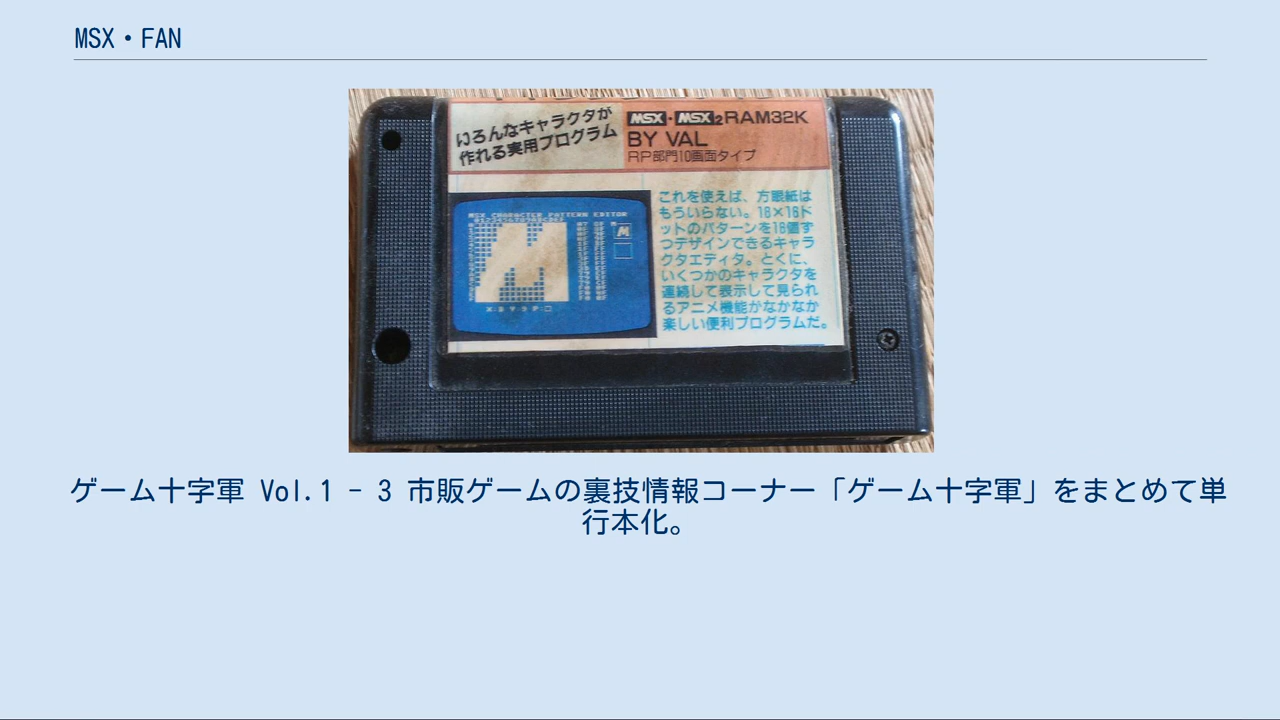 MSX・FAN
いろんなキャラクタが
作れる実用プログラム
MSX・MSX2 RAM32K
BY VAL
RP部門10画面タイプ
MSX CHARACTER PATTERN EDITOR
これを使えば、方眼紙は
もういらない。16×16ド
ットのパターンを16個ず
つデザインできるキャラ
クタエディタ。とくに、
いくつかのキャラクタを
連続して表示して見られ
るアニメ機能がなかなか
楽しい便利プログラムだ。
ゲーム十字軍 Vol.1 - 3 市販ゲームの裏技情報コーナー「ゲーム十字軍」をまとめて単
行本化。